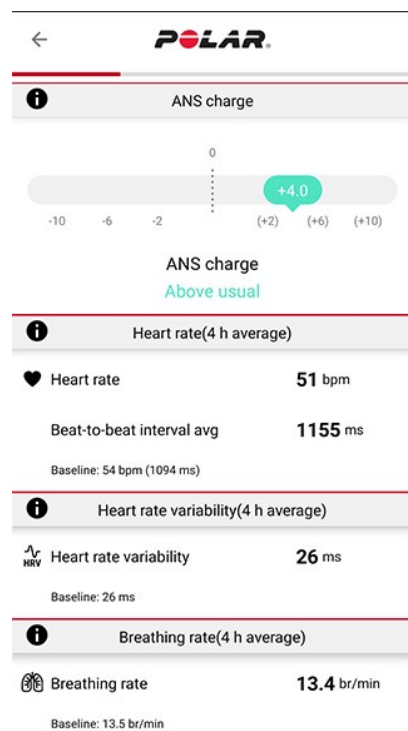 POLAR.
ANS charge
0
+4.0
-10 -6 -2 (+2) (+6) (+10)
ANS charge
Above usual
Heart rate(4 h average)
Heart rate 51 bpm
Beat-to-beat interval avg 1155 ms
Baseline: 54 bpm (1094 ms)
Heart rate variability(4 h average)
HRV Heart rate variability 26 ms
Baseline: 26 ms
Breathing rate(4 h average)
Breathing rate 13.4 br/min
Baseline: 13.5 br/min